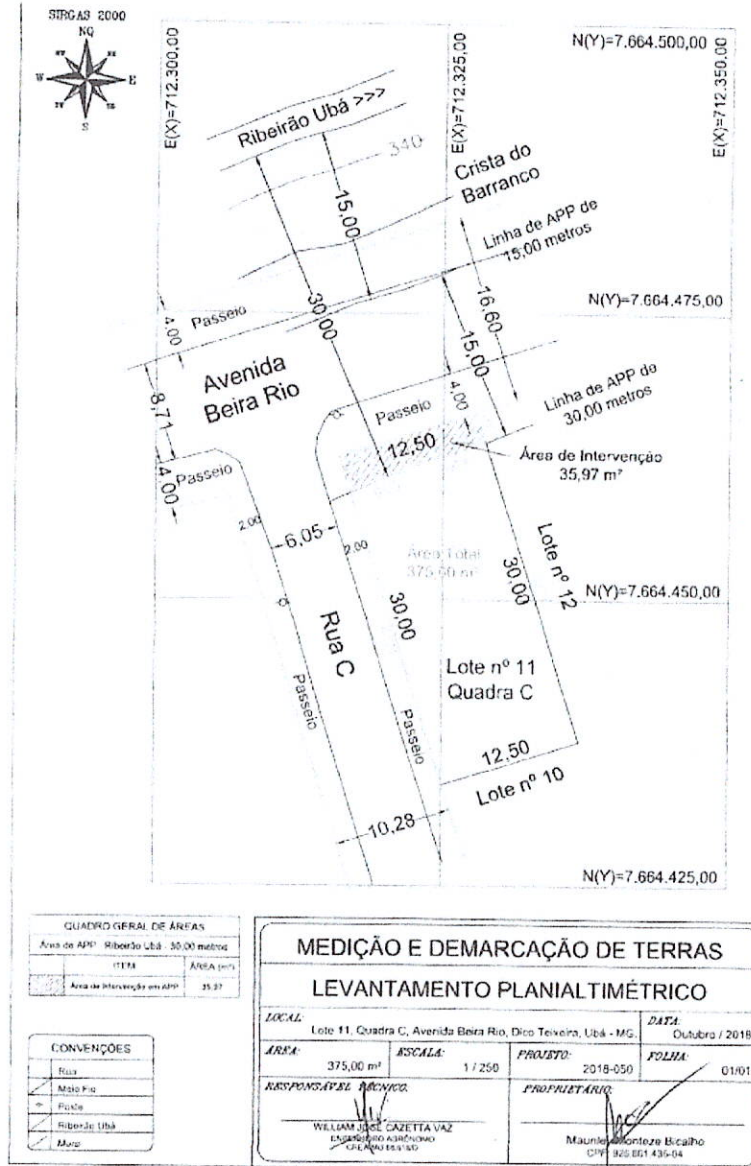 SIRGAS 2000
NQ
W
E
S
E(X)=712.300,00
E(X)=712.325,00
E(X)=712.350,00
N(Y)=7.664.500,00
Ribeirão Ubá >>>
340
Crista do
Barranco
15,00
Linha de APP de
15,00 metros
30,00
N(Y)=7.664.475,00
4,00
Passeio
16,60
15,00
Avenida
Beira Rio
8,71
Passeio
4,00
Linha de APP de
30,00 metros
12,50
Área de Intervenção
35,97 m²
Passeio
4,00
2,00
6,05
2,00
Área Total
375,00 m²
Lote nº 12
30,00
30,00
N(Y)=7.664.450,00
Rua C
Lote nº 11
Quadra C
Passeio
Passeio
12,50
Lote nº 10
10,28
N(Y)=7.664.425,00
QUADRO GERAL DE ÁREAS
Área de APP Ribeirão Ubá - 30,00 metros
ITEM ÁREA (m²)
Área de Intervenção em APP 35,97
CONVENÇÕES
Rua
Meio Fio
Poste
Ribeirão Ubá
Muro
MEDIÇÃO E DEMARCAÇÃO DE TERRAS
LEVANTAMENTO PLANIALTIMÉTRICO
LOCAL: Lote 11, Quadra C, Avenida Beira Rio, Dico Teixeira, Ubá - MG.
DATA: Outubro / 2018
ÁREA: 375,00 m²
ESCALA: 1 / 250
PROJETO: 2018-050
FOLHA: 01/01
RESPONSÁVEL TÉCNICO:
WILLIAM JOSÉ CAZETTA VAZ
ENGENHEIRO AGRÔNOMO
PROPRIETÁRIO:
Bicalho